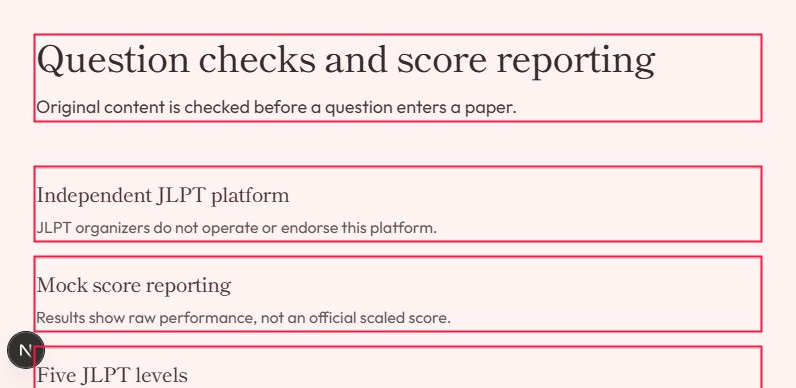 Question checks and score reporting
Original content is checked before a question enters a paper.
Independent JLPT platform
JLPT organizers do not operate or endorse this platform.
Mock score reporting
Results show raw performance, not an official scaled score.
N
Five JLPT levels